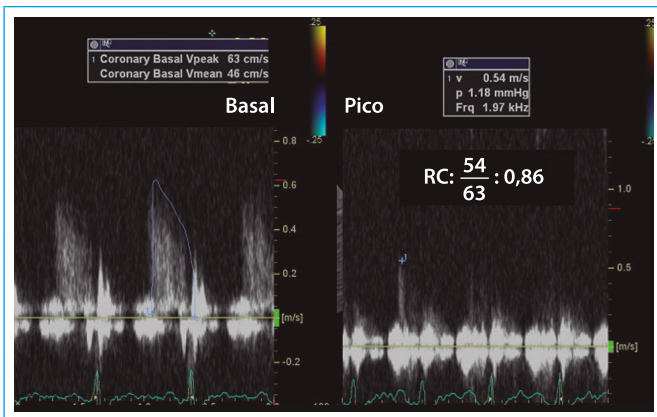 .25
1 Coronary Basal Vpeak 63 cm/s
Coronary Basal Vmean 46 cm/s
Basal
-.25
- 0.8
- 0.6
- 0.4
- 0.2
[m/s]
- -0.2
.25
1 v 0.54 m/s
p 1.18 mmHg
Frq 1.97 kHz
Pico
-.25
RC: 54/63 : 0,86
1
- 1.0
- 0.5
[m/s]